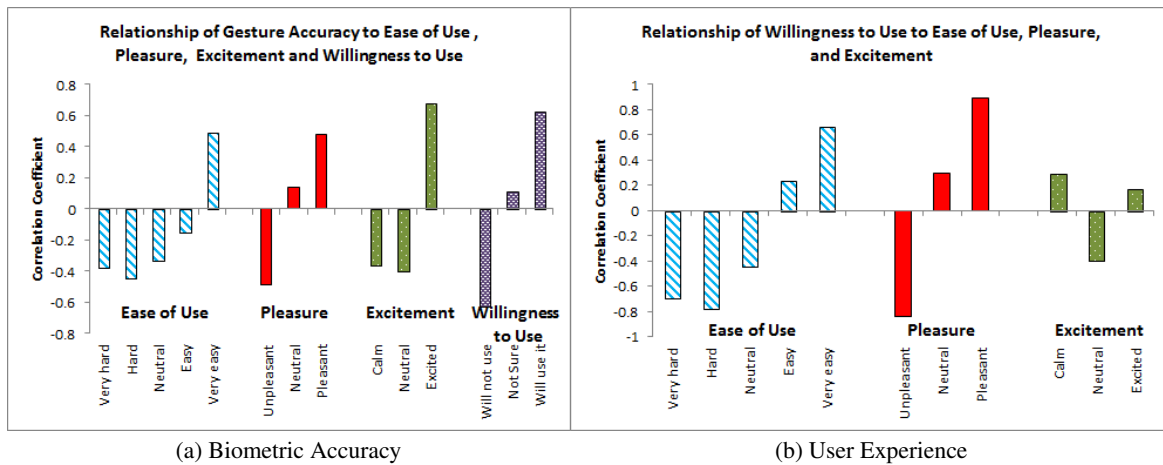 Relationship of Gesture Accuracy to Ease of Use ,
Pleasure, Excitement and Willingness to Use
Correlation Coefficient
0.8
0.6
0.4
0.2
0
-0.2
-0.4
-0.6
-0.8
Ease of Use
Pleasure
Excitement
Willingness
to Use
Very hard
Hard
Neutral
Easy
Very easy
Unpleasant
Neutral
Pleasant
Calm
Neutral
Excited
Will not use
Not Sure
Will use it
(a) Biometric Accuracy
Relationship of Willingness to Use to Ease of Use, Pleasure,
and Excitement
Correlation Coefficient
1
0.8
0.6
0.4
0.2
0
-0.2
-0.4
-0.6
-0.8
-1
Ease of Use
Pleasure
Excitement
Very hard
Hard
Neutral
Easy
Very easy
Unpleasant
Neutral
Pleasant
Calm
Neutral
Excited
(b) User Experience